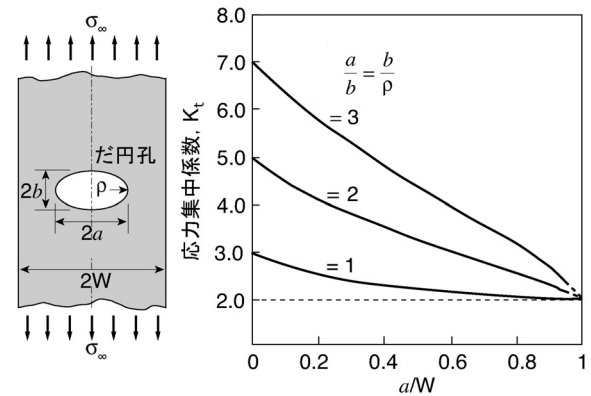 σ∞
だ円孔
2b
ρ
2a
2W
σ∞
応力集中係数, Kt
8.0
7.0
6.0
5.0
4.0
3.0
2.0
a/b = b/ρ
= 3
= 2
= 1
0 0.2 0.4 0.6 0.8 1
a/W